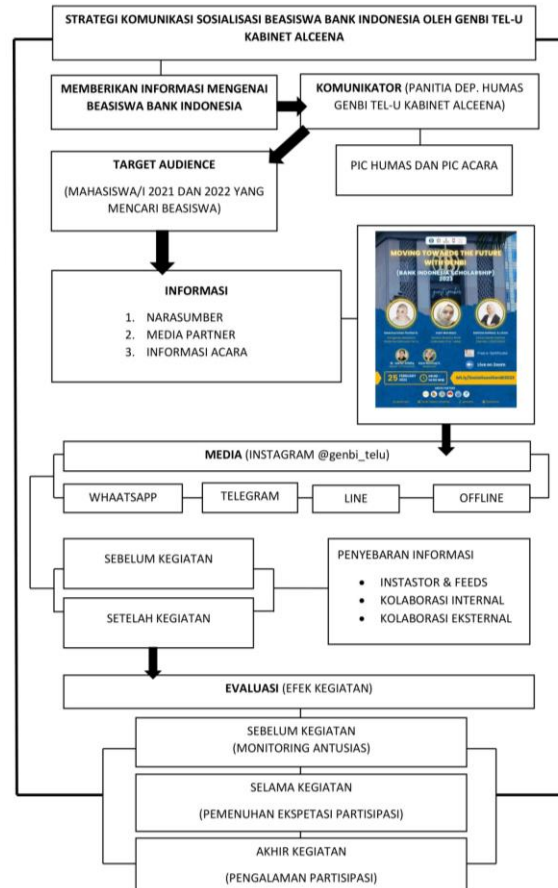 STRATEGI KOMUNIKASI SOSIALISASI BEASISWA BANK INDONESIA OLEH GENBI TEL-U
KABINET ALCEENA
MEMBERIKAN INFORMASI MENGENAI
BEASISWA BANK INDONESIA
KOMUNIKATOR (PANITIA DEP. HUMAS
GENBI TEL-U KABINET ALCEENA)
TARGET AUDIENCE
(MAHASISWA/I 2021 DAN 2022 YANG
MENCARI BEASISWA)
PIC HUMAS DAN PIC ACARA
INFORMASI
1. NARASUMBER
2. MEDIA PARTNER
3. INFORMASI ACARA
MOVING TOWARDS THE FUTURE
WITH GENBI
(BANK INDONESIA SCHOLARSHIP)
2023
25
MEDIA (INSTAGRAM @genbi_telu)
WHAATSAPP
TELEGRAM
LINE
OFFLINE
SEBELUM KEGIATAN
SETELAH KEGIATAN
PENYEBARAN INFORMASI
• INSTASTOR & FEEDS
• KOLABORASI INTERNAL
• KOLABORASI EKSTERNAL
EVALUASI (EFEK KEGIATAN)
SEBELUM KEGIATAN
(MONITORING ANTUSIAS)
SELAMA KEGIATAN
(PEMENUHAN EKSPETASI PARTISIPASI)
AKHIR KEGIATAN
(PENGALAMAN PARTISIPASI)